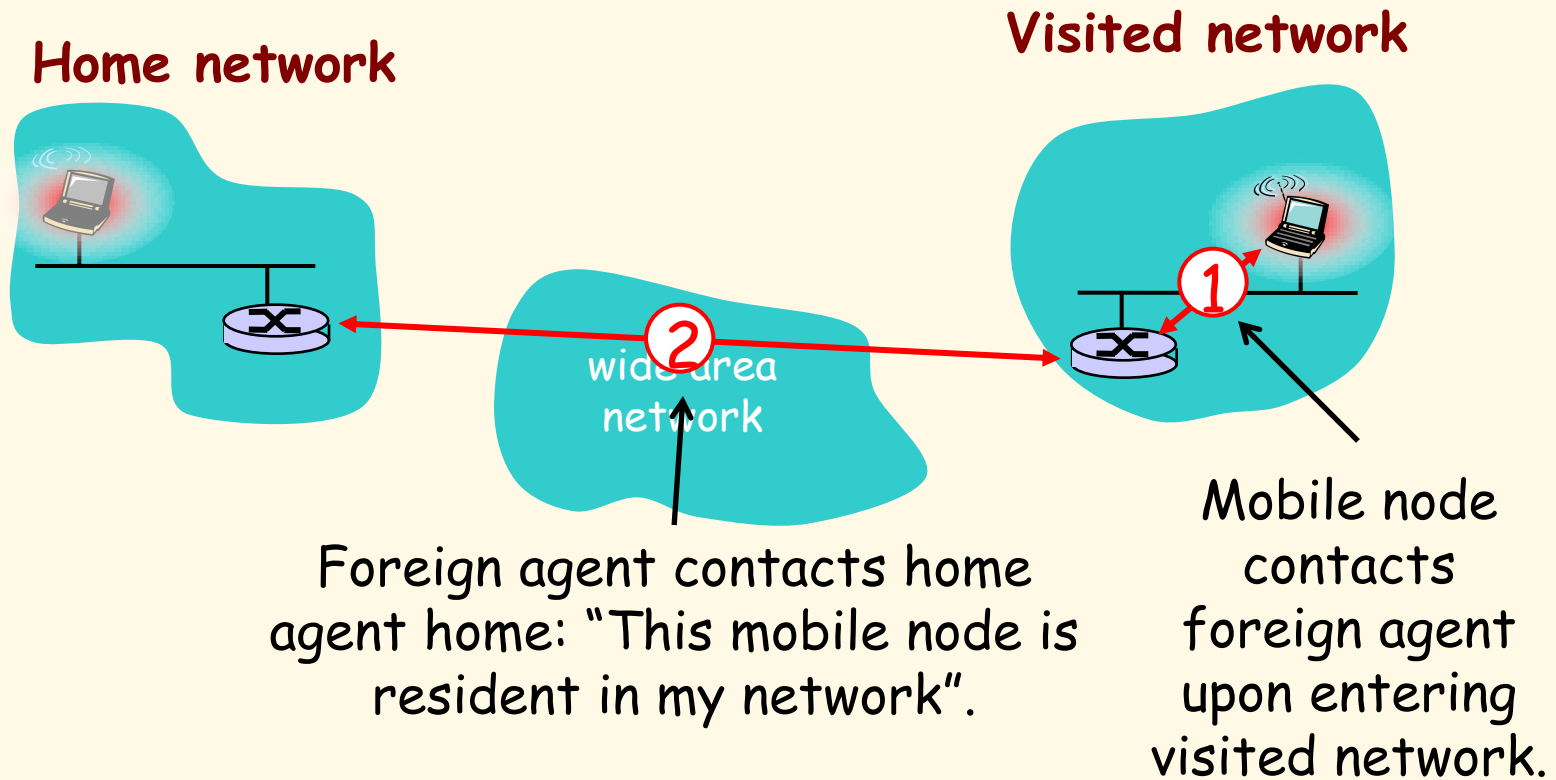 Home network
Visited network
1
2
wide area
network
Foreign agent contacts home
agent home: “This mobile node is
resident in my network”.
Mobile node
contacts
foreign agent
upon entering
visited network.